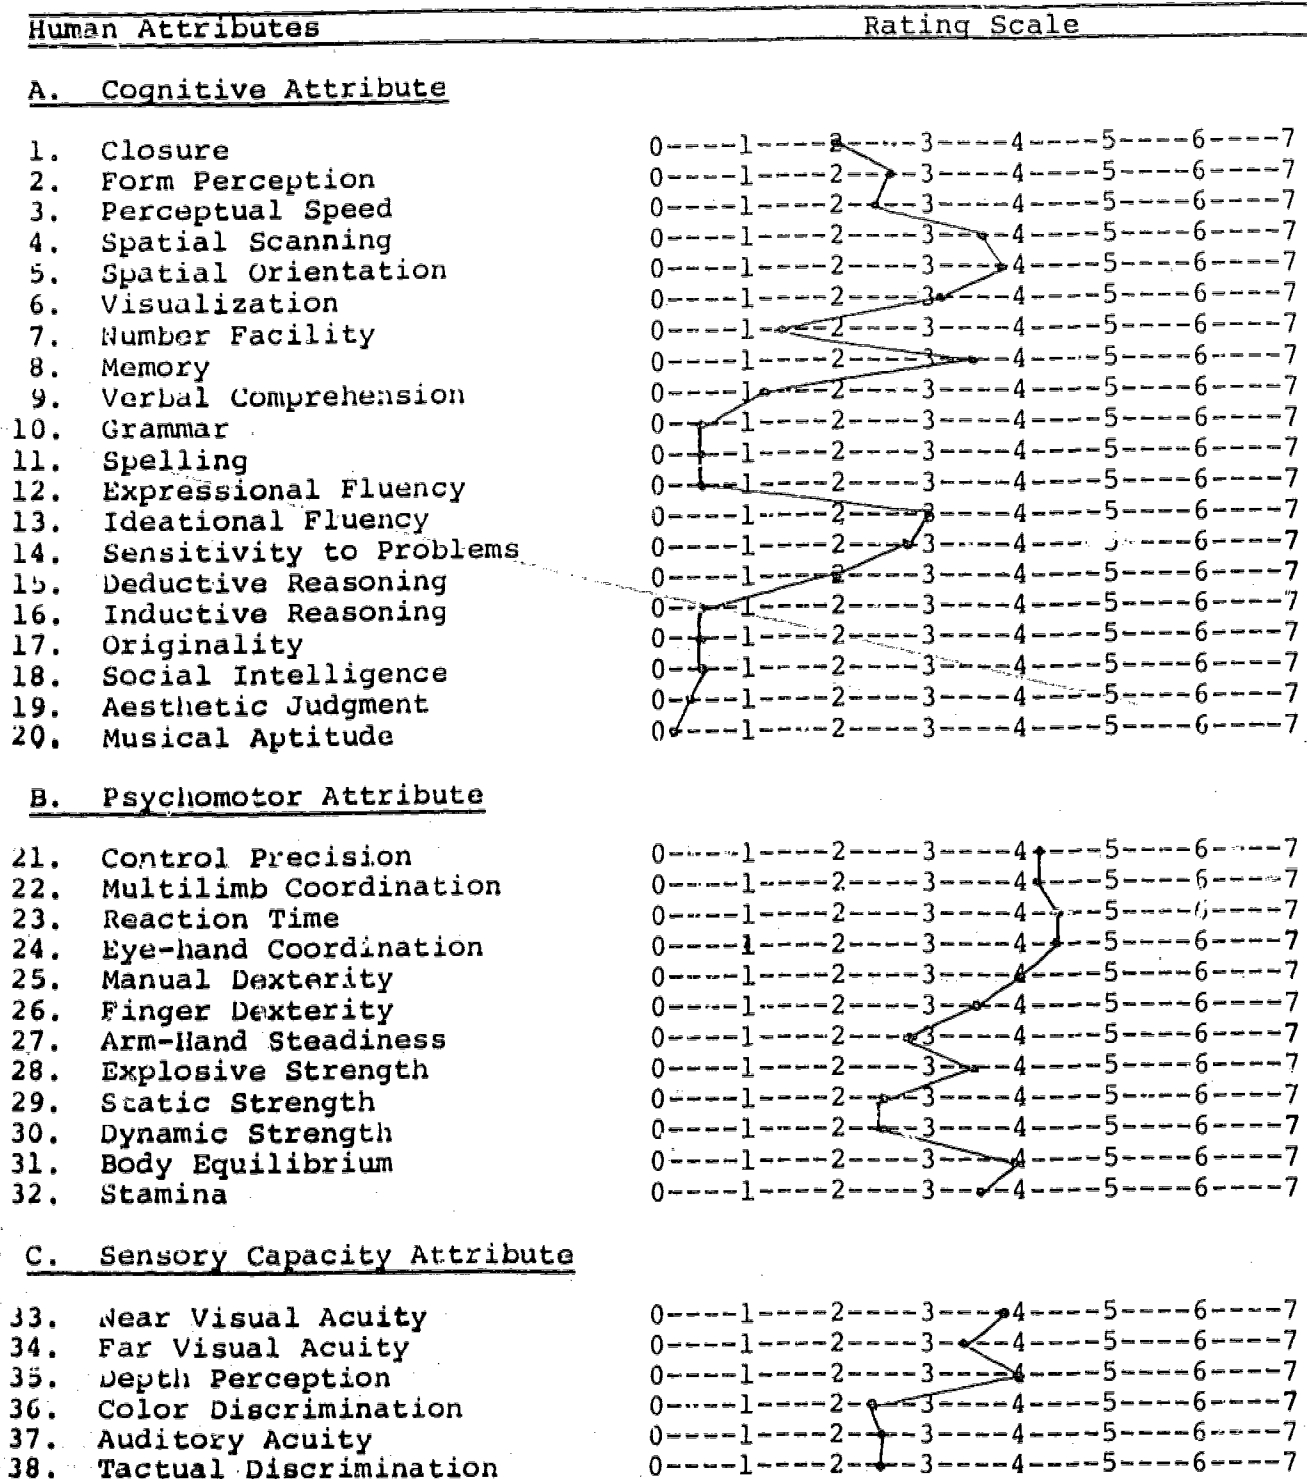 Human Attributes Rating Scale
A. Cognitive Attribute
1. Closure 0----1----2----3----4----5----6----7
2. Form Perception 0----1----2----3----4----5----6----7
3. Perceptual Speed 0----1----2----3----4----5----6----7
4. Spatial Scanning 0----1----2----3----4----5----6----7
5. Spatial Orientation 0----1----2----3----4----5----6----7
6. Visualization 0----1----2----3----4----5----6----7
7. Number Facility 0----1----2----3----4----5----6----7
8. Memory 0----1----2----3----4----5----6----7
9. Verbal Comprehension 0----1----2----3----4----5----6----7
10. Grammar 0----1----2----3----4----5----6----7
11. Spelling 0----1----2----3----4----5----6----7
12. Expressional Fluency 0----1----2----3----4----5----6----7
13. Ideational Fluency 0----1----2----3----4----5----6----7
14. Sensitivity to Problems 0----1----2----3----4----5----6----7
15. Deductive Reasoning 0----1----2----3----4----5----6----7
16. Inductive Reasoning 0----1----2----3----4----5----6----7
17. Originality 0----1----2----3----4----5----6----7
18. Social Intelligence 0----1----2----3----4----5----6----7
19. Aesthetic Judgment 0----1----2----3----4----5----6----7
20. Musical Aptitude 0----1----2----3----4----5----6----7
B. Psychomotor Attribute
21. Control Precision 0----1----2----3----4----5----6----7
22. Multilimb Coordination 0----1----2----3----4----5----6----7
23. Reaction Time 0----1----2----3----4----5----6----7
24. Eye-hand Coordination 0----1----2----3----4----5----6----7
25. Manual Dexterity 0----1----2----3----4----5----6----7
26. Finger Dexterity 0----1----2----3----4----5----6----7
27. Arm-Hand Steadiness 0----1----2----3----4----5----6----7
28. Explosive Strength 0----1----2----3----4----5----6----7
29. Static Strength 0----1----2----3----4----5----6----7
30. Dynamic Strength 0----1----2----3----4----5----6----7
31. Body Equilibrium 0----1----2----3----4----5----6----7
32. Stamina 0----1----2----3----4----5----6----7
C. Sensory Capacity Attribute
33. Near Visual Acuity 0----1----2----3----4----5----6----7
34. Far Visual Acuity 0----1----2----3----4----5----6----7
35. Depth Perception 0----1----2----3----4----5----6----7
36. Color Discrimination 0----1----2----3----4----5----6----7
37. Auditory Acuity 0----1----2----3----4----5----6----7
38. Tactual Discrimination 0----1----2----3----4----5----6----7